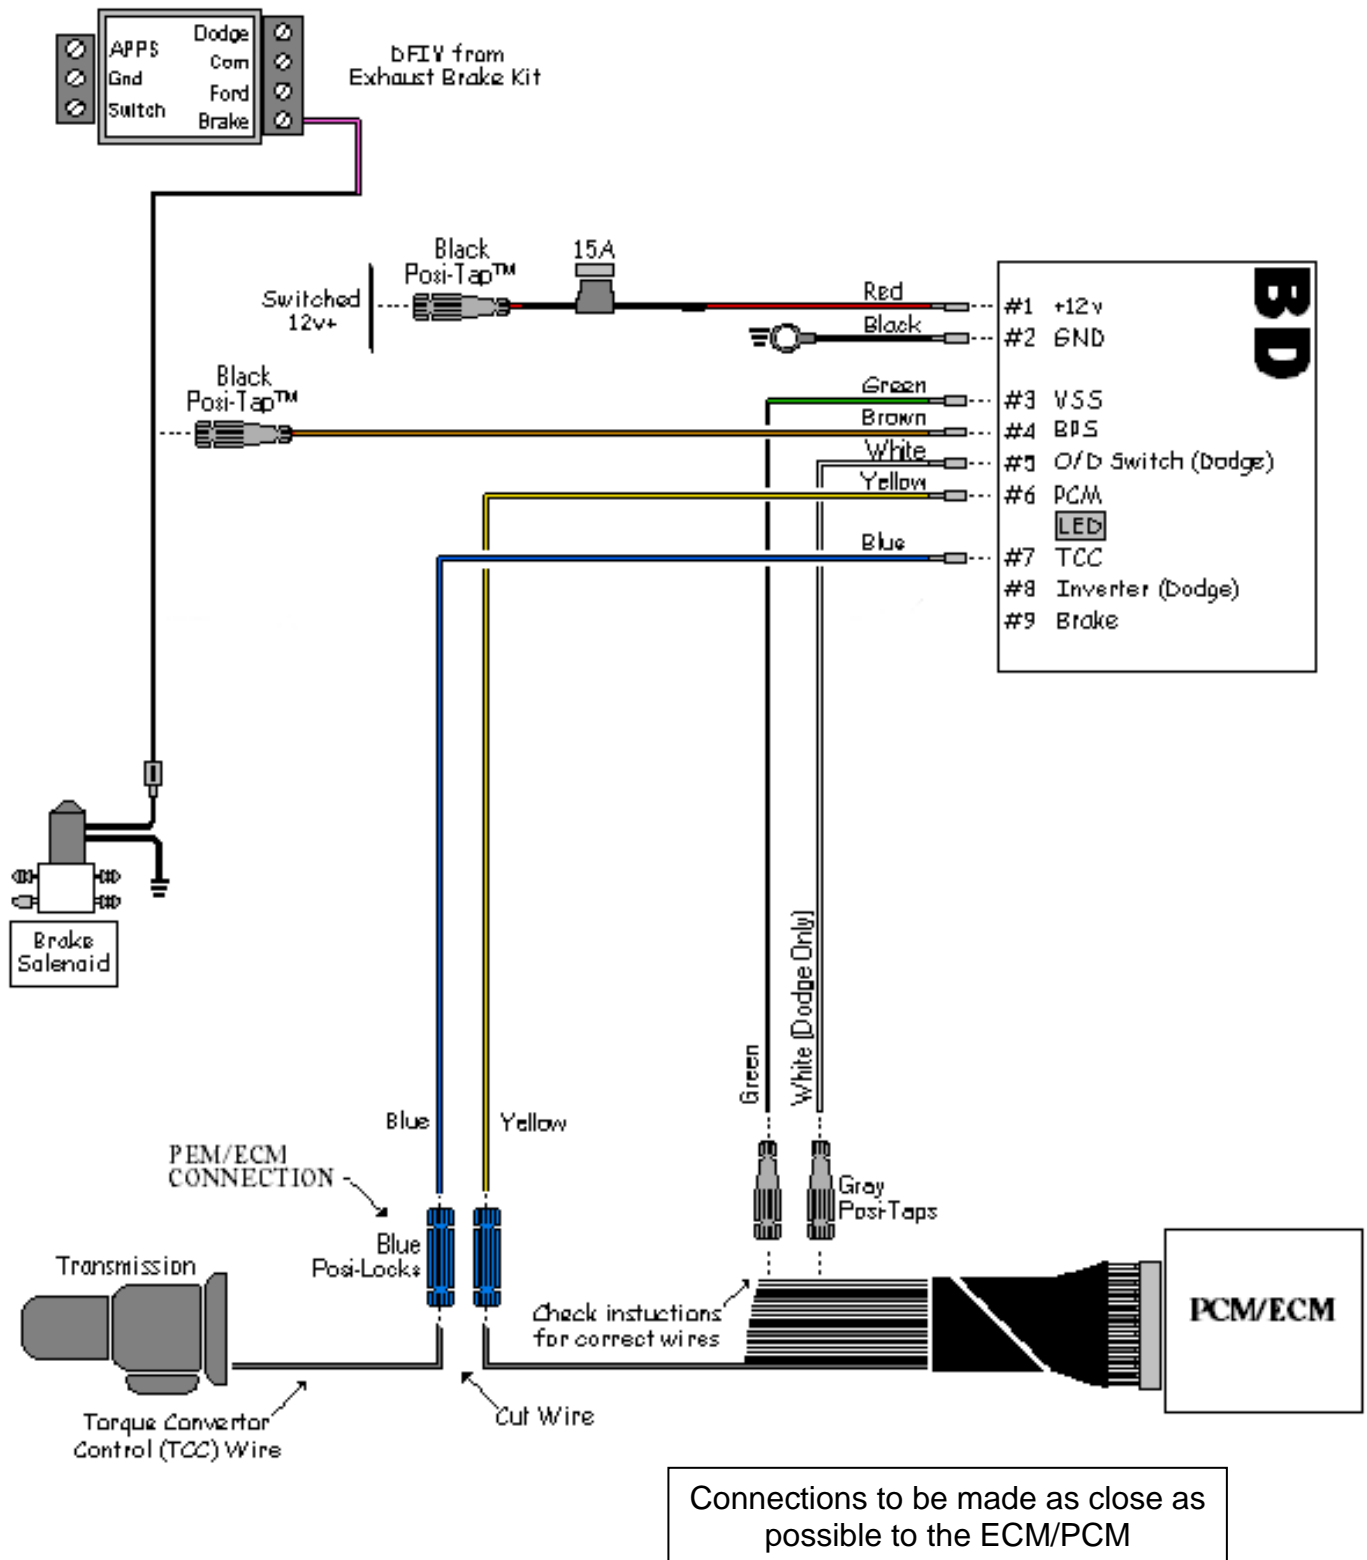 Dodge
APPS
Com
Gnd
Ford
Switch
Brake
DFIV from
Exhaust Brake Kit
Black
Posi-Tap™
15A
Switched
12v+
Red
Black
#1 +12v
#2 GND
BD
Black
Posi-Tap™
Green
Brown
White
Yellow
Blue
#3 VSS
#4 BPS
#5 O/D Switch (Dodge)
#6 PCM
LED
#7 TCC
#8 Inverter (Dodge)
#9 Brake
Brake
Salenaid
Green
White (Dodge Only)
Blue
Yellow
PEM/ECM
CONNECTION
Gray
Posi-Taps
Blue
Posi-Locks
Transmission
Check instuctions
for correct wires
PCM/ECM
Cut Wire
Torque Convertor
Control (TCC) Wire
Connections to be made as close as
possible to the ECM/PCM